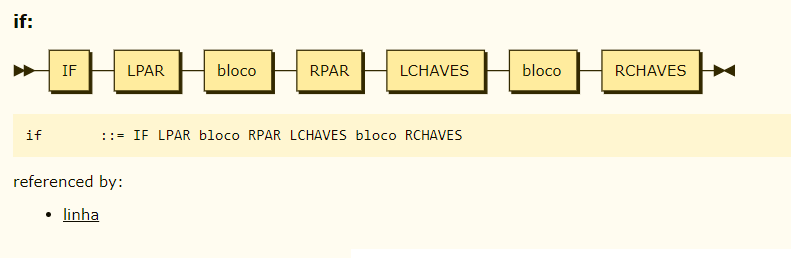 if:
IF LPAR bloco RPAR LCHAVES bloco RCHAVES
if ::= IF LPAR bloco RPAR LCHAVES bloco RCHAVES
referenced by:
• linha